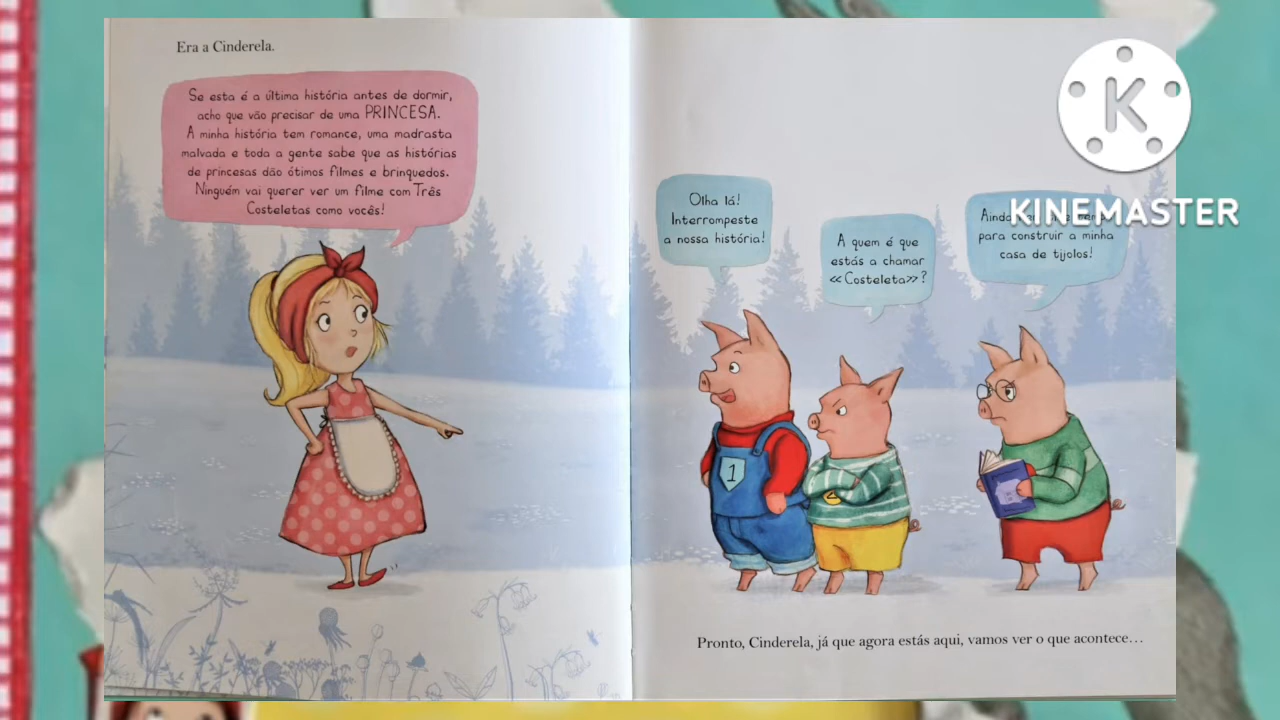 Era a Cinderela.
Se esta é a última história antes de dormir,
acho que vão precisar de uma PRINCESA.
A minha história tem romance, uma madrasta
malvada e toda a gente sabe que as histórias
de princesas dão ótimos filmes e brinquedos.
Ninguém vai querer ver um filme com Três
Costeletas como vocês!
Olha lá!
Interrompeste
a nossa história!
A quem é que
estás a chamar
«Costeleta»?
para construir a minha
casa de tijolos!
1
Pronto, Cinderela, já que agora estás aqui, vamos ver o que acontece…
K
KINEMASTER